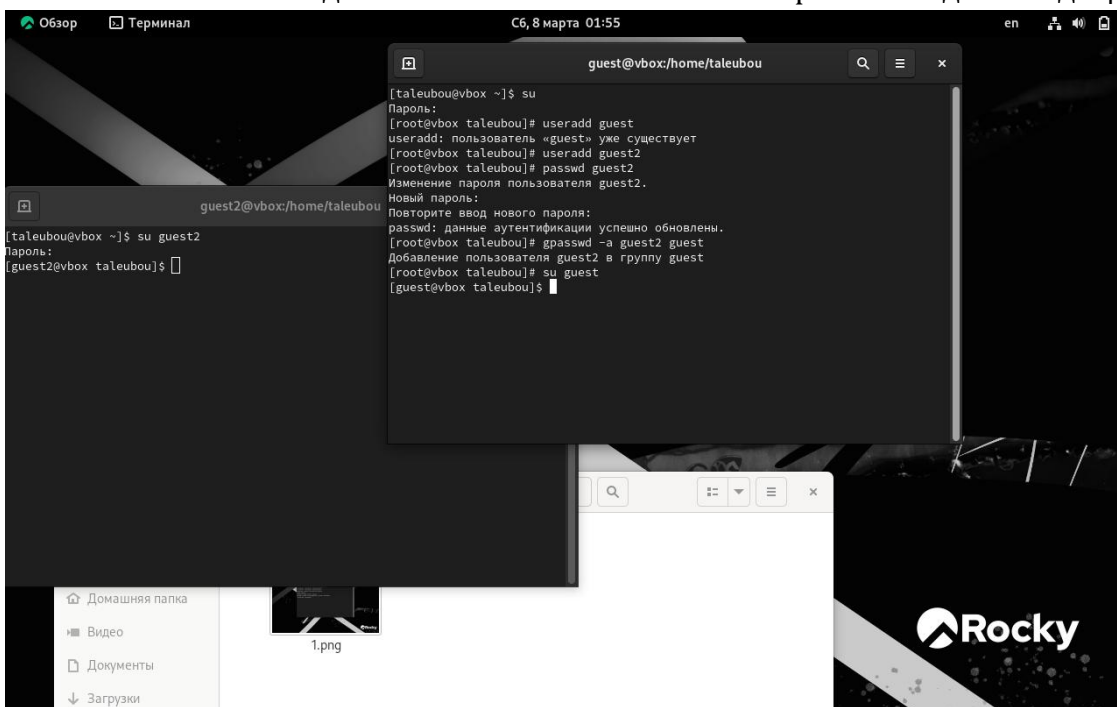 Обзор
Терминал
Сб, 8 марта 01:55
en
guest@vbox:/home/taleubou
[taleubou@vbox ~]$ su
Пароль:
[root@vbox taleubou]# useradd guest
useradd: пользователь «guest» уже существует
[root@vbox taleubou]# useradd guest2
[root@vbox taleubou]# passwd guest2
Изменение пароля пользователя guest2.
Новый пароль:
Повторите ввод нового пароля:
passwd: данные аутентификации успешно обновлены.
[root@vbox taleubou]# gpasswd -a guest2 guest
Добавление пользователя guest2 в группу guest
[root@vbox taleubou]# su guest
[guest@vbox taleubou]$
guest2@vbox:/home/taleubou
[taleubou@vbox ~]$ su guest2
Пароль:
[guest2@vbox taleubou]$
Домашняя папка
Видео
Документы
Загрузки
1.png
Rocky